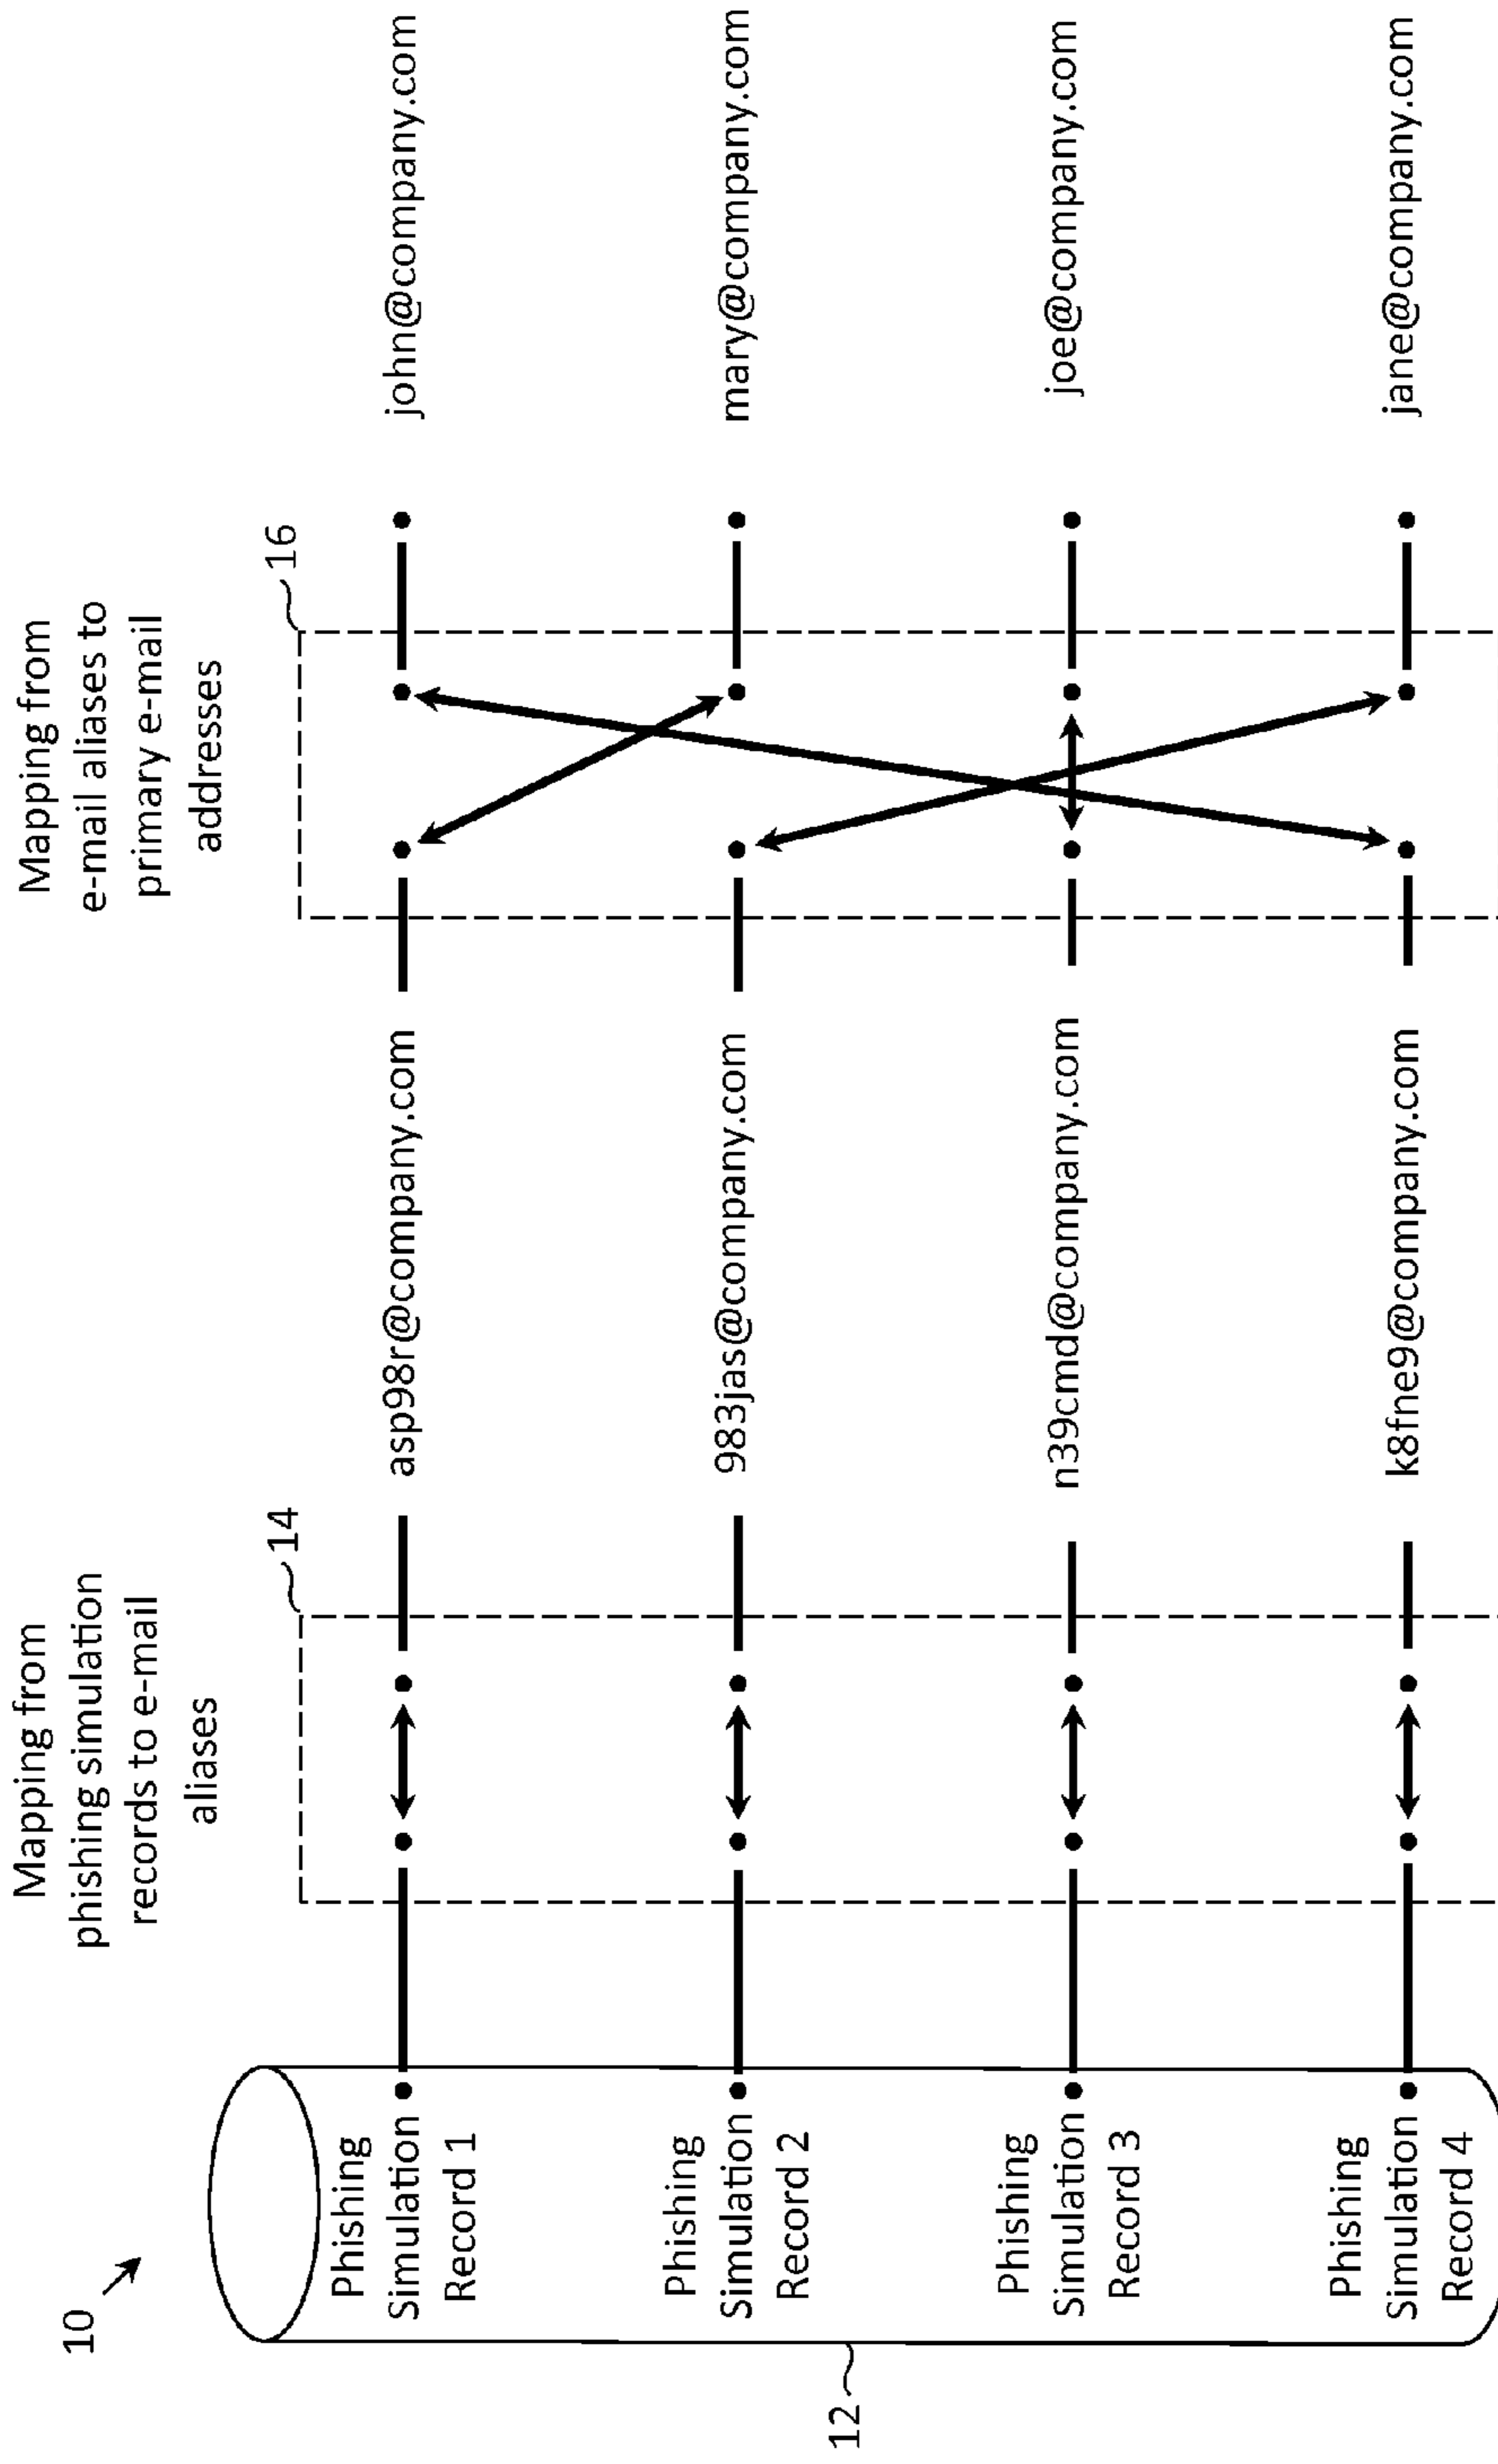 10
Mapping from
phishing simulation
records to e-mail
aliases
14
Mapping from
e-mail aliases to
primary e-mail
addresses
16
12
Phishing
Simulation
Record 1
asp98r@company.com
john@company.com
Phishing
Simulation
Record 2
983jas@company.com
mary@company.com
Phishing
Simulation
Record 3
n39cmd@company.com
joe@company.com
Phishing
Simulation
Record 4
k8fne9@company.com
jane@company.com